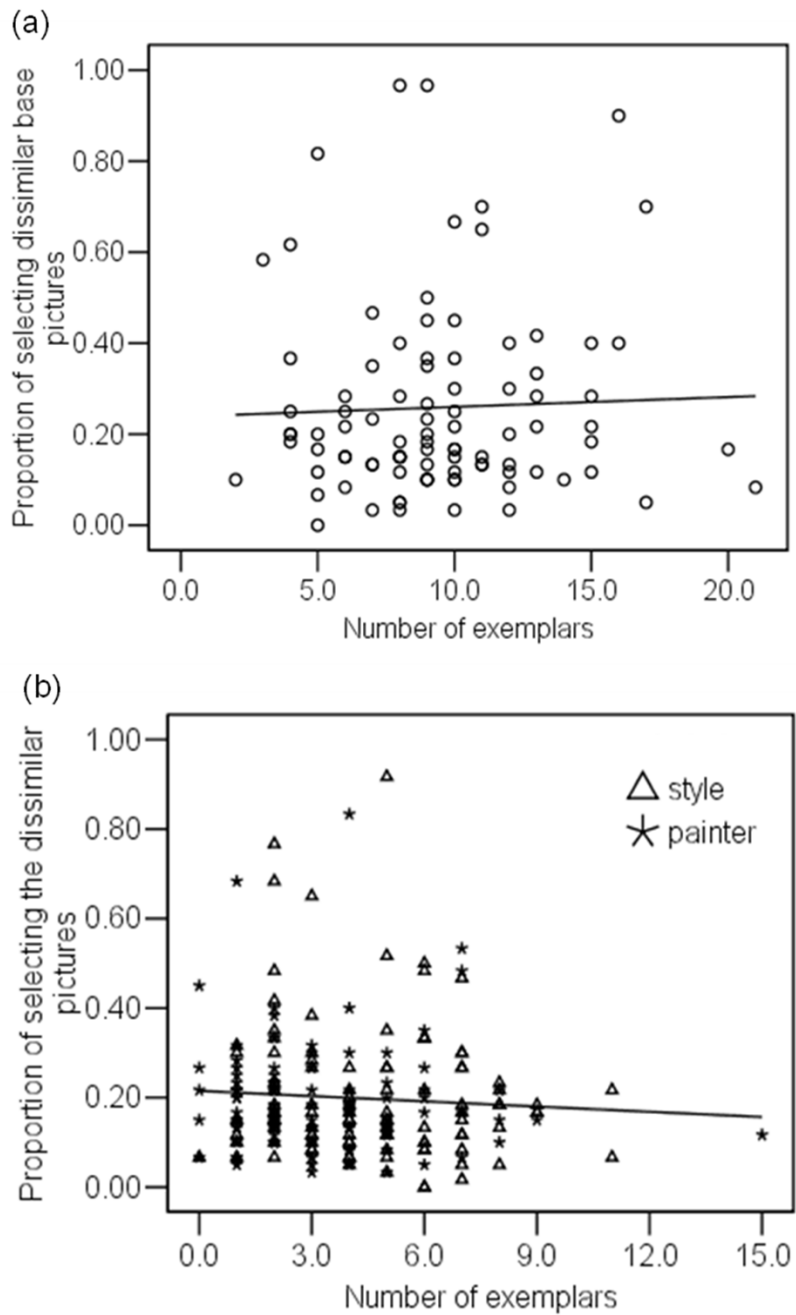 (a)
Proportion of selecting dissimilar base
pictures
1.00
0.80
0.60
0.40
0.20
0.00
0.0 5.0 10.0 15.0 20.0
Number of exemplars
(b)
Proportion of selecting the dissimilar
pictures
1.00
0.80
0.60
0.40
0.20
0.00
style
painter
0.0 3.0 6.0 9.0 12.0 15.0
Number of exemplars